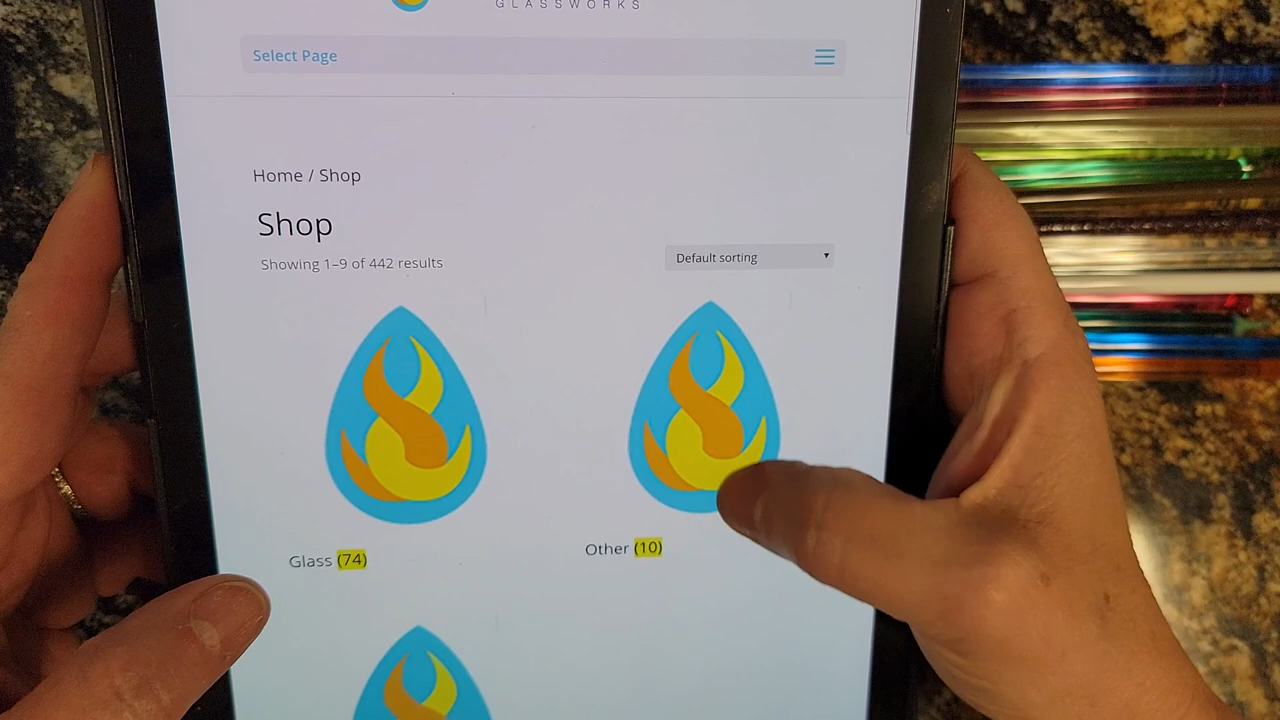 GLASSWORKS
Select Page
Home / Shop
Shop
Showing 1–9 of 442 results
Default sorting
Glass (74)
Other (10)